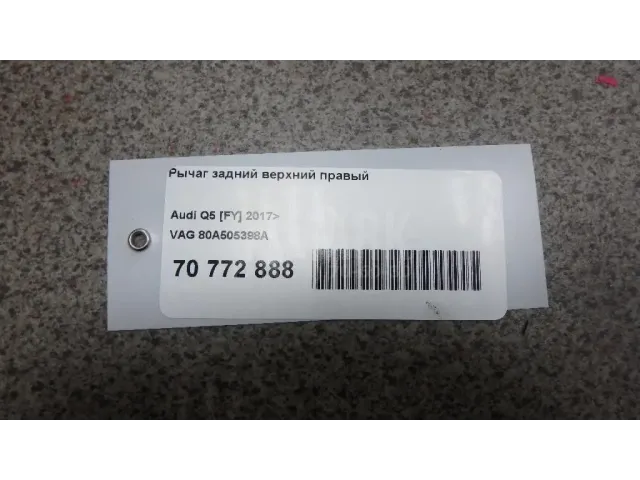 Рычаг задний верхний правый
Audi Q5 [FY] 2017>
VAG 80A505398A
70 772 888